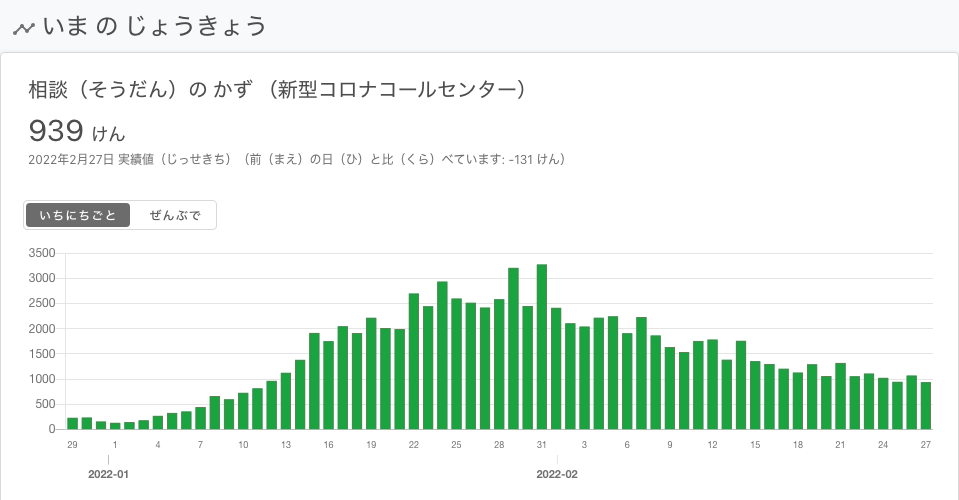 いま の じょうきょう
相談（そうだん）の かず （新型コロナコールセンター）
939 けん
2022年2月27日 実績値（じっせきち）（前（まえ）の日（ひ）と比（くら）べています: -131 けん）
いちにちごと ぜんぶで
3500
3000
2500
2000
1500
1000
500
0
29 1 4 7 10 13 16 19 22 25 28 31 3 6 9 12 15 18 21 24 27
2022-01 2022-02